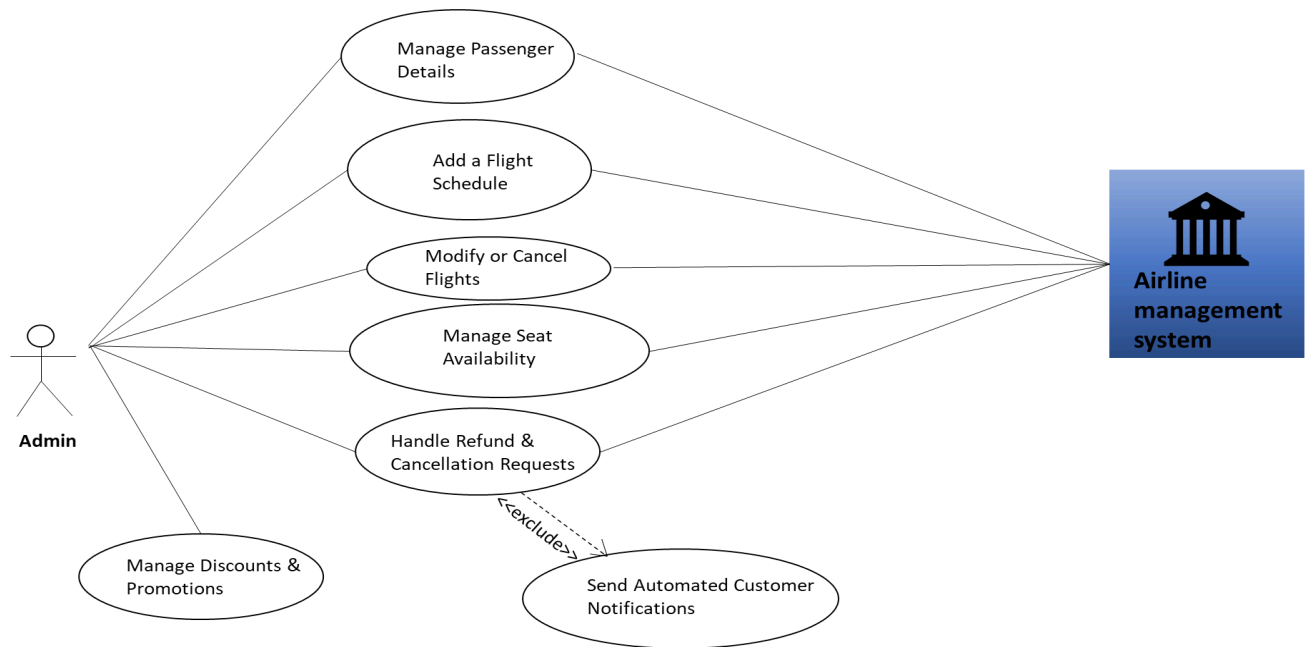 Manage Passenger
Details
Add a Flight
Schedule
Modify or Cancel
Flights
Manage Seat
Availability
Airline
management
system
Admin
Handle Refund &
Cancellation Requests
<<exclude>>
Manage Discounts &
Promotions
Send Automated Customer
Notifications